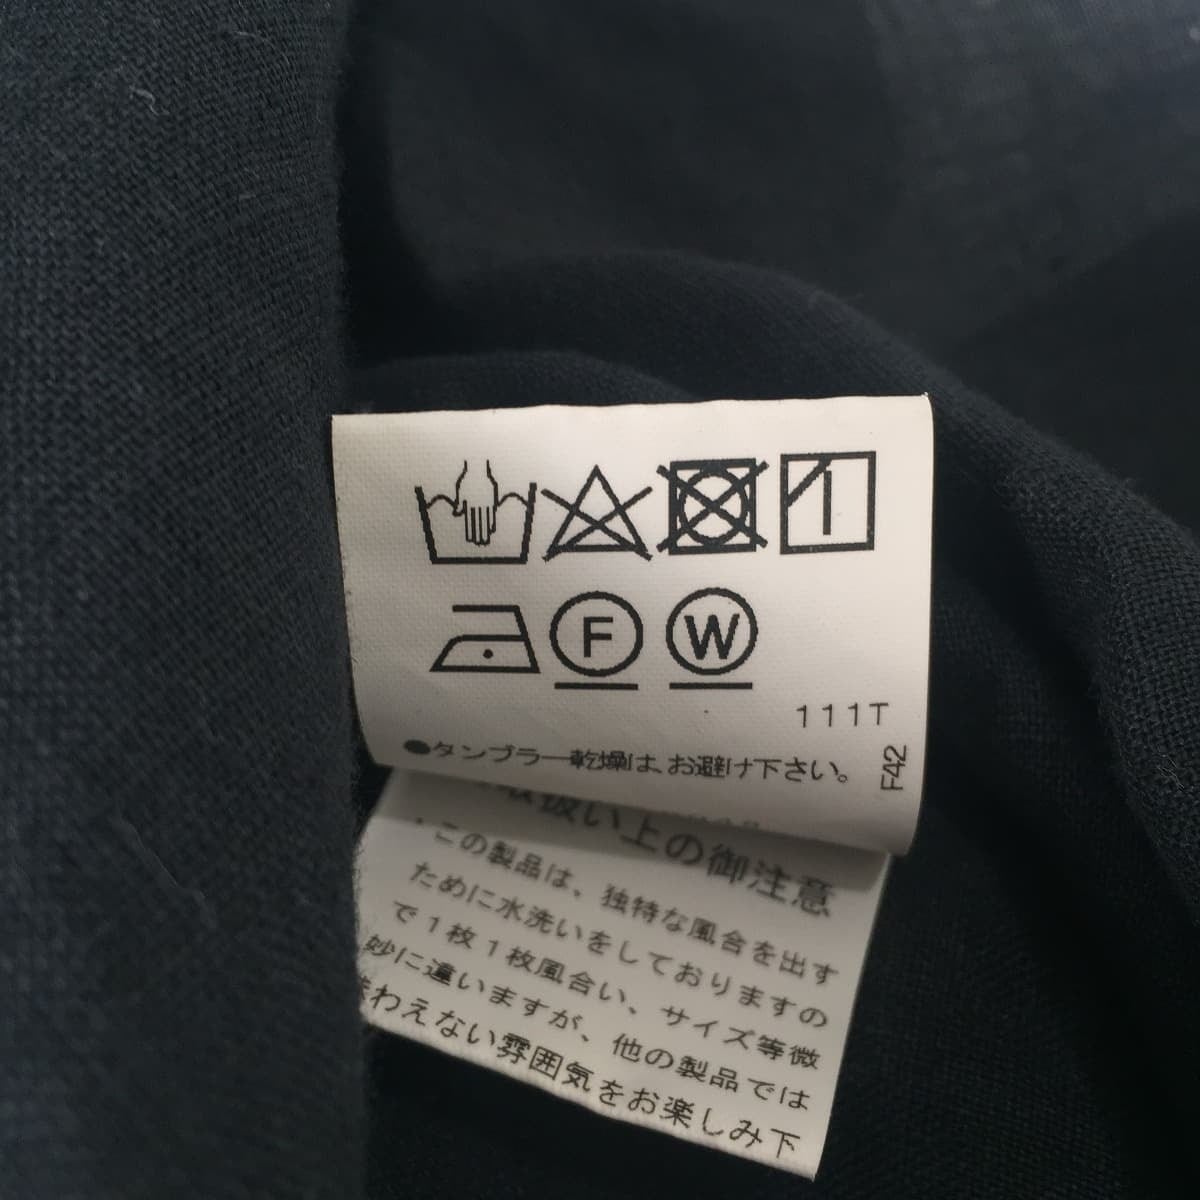 F W
111T
●タンブラー乾燥は、お避け下さい。
F42
取扱い上の御注意
・この製品は、独特な風合を出す
ために水洗いをしておりますの
で1枚1枚風合い、サイズ等微
妙に違いますが、他の製品では
味わえない雰囲気をお楽しみ下